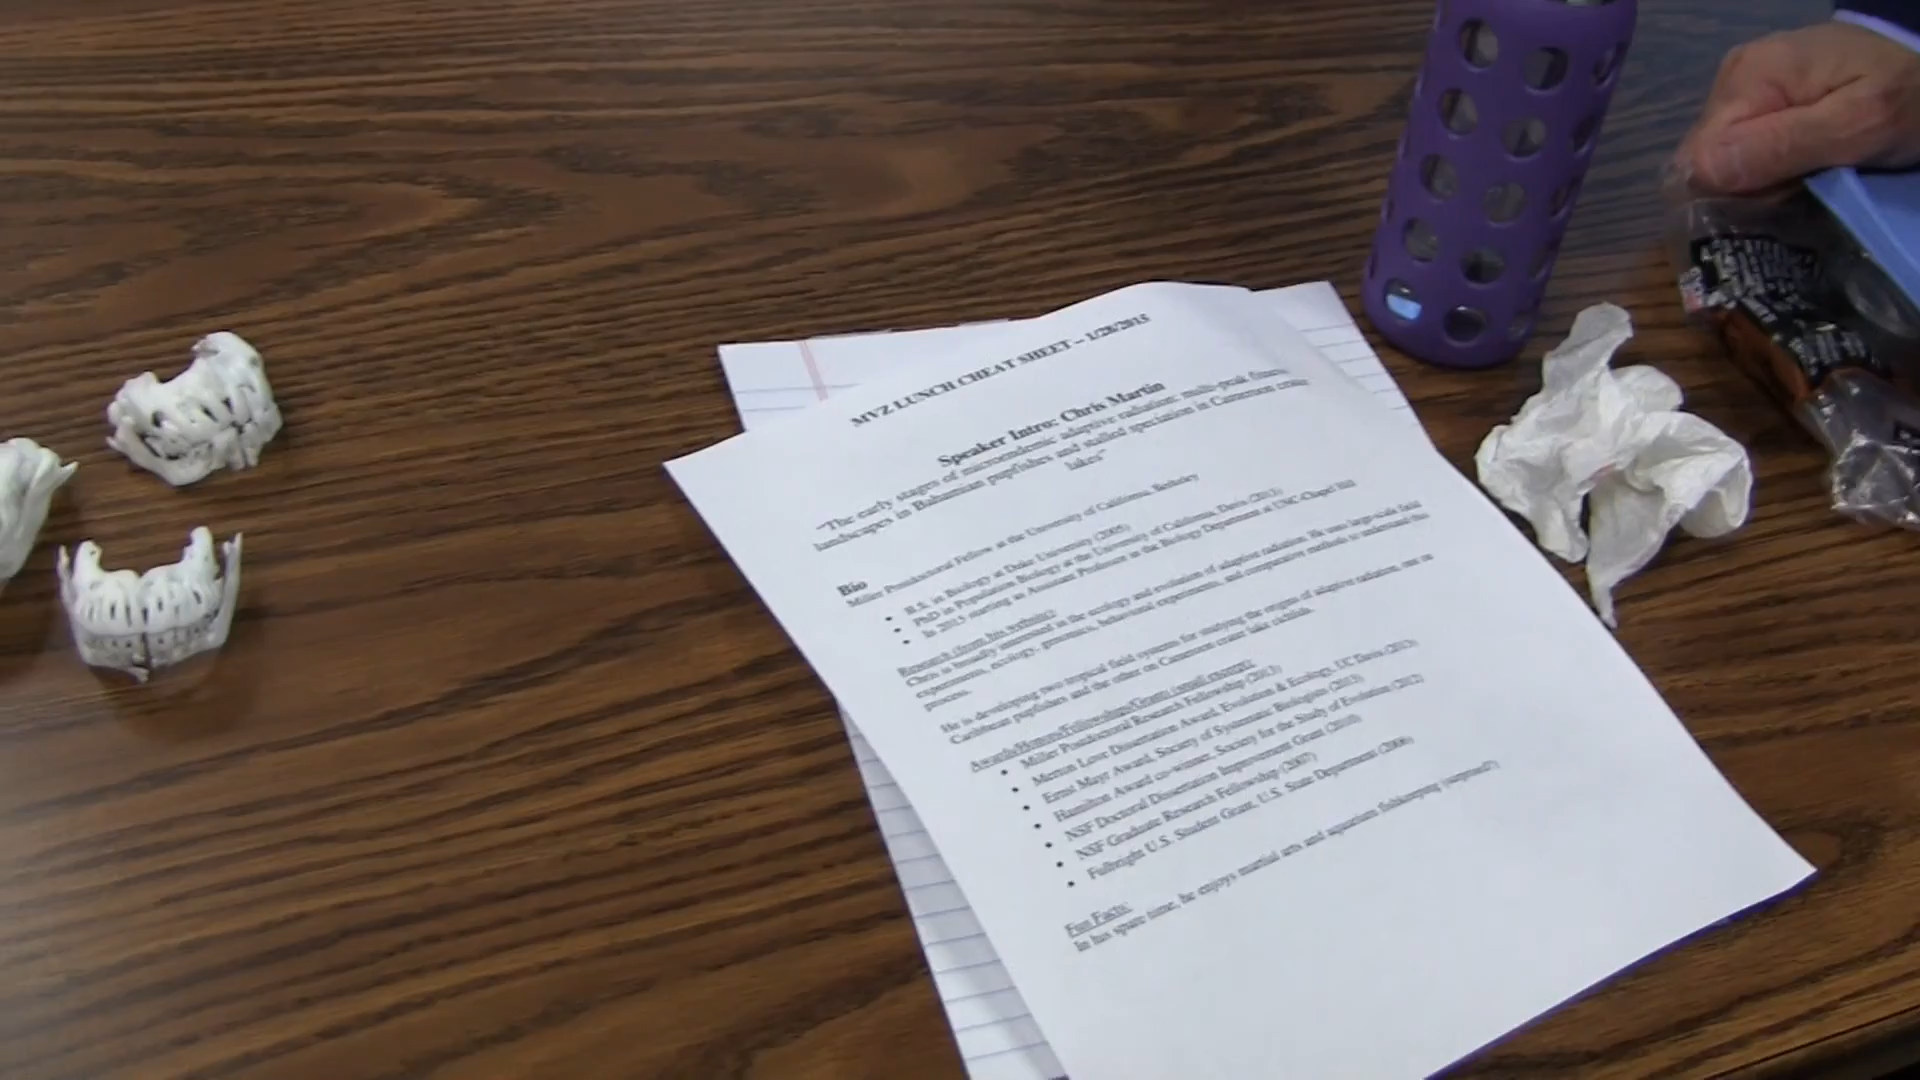 MVZ LUNCH CHEAT SHEET – 1/28/2015
Speaker Intro: Chris Martin
"The early stages of macroendemic adaptive radiation: multi-peak fitness
landscapes in Bahamian pupfishes and stalled speciation in Cameroon crater
lakes"
Bio
Miller Postdoctoral Fellow at the University of California, Berkeley
• B.S. in Biology at Duke University (2005)
• PhD in Population Biology at the University of California, Davis (2013)
• In 2015 starting as Assistant Professor in the Biology Department at UNC-Chapel Hill
Research (from his website):
Chris is broadly interested in the ecology and evolution of adaptive radiation. He uses large-scale field
experiments, ecology, genomics, behavioral experiments, and comparative methods to understand this
process.
He is developing two tropical field systems for studying the origins of adaptive radiation, one on
Caribbean pupfishes and the other on Cameroon crater lake cichlids.
Awards/Honors/Fellowships/Grants (small excerpt):
• Miller Postdoctoral Research Fellowship (2013)
• Merton Love Dissertation Award, Evolution & Ecology, UC Davis (2013)
• Ernst Mayr Award, Society of Systematic Biologists (2013)
• Hamilton Award co-winner, Society for the Study of Evolution (2012)
• NSF Doctoral Dissertation Improvement Grant (2010)
• NSF Graduate Research Fellowship (2007)
• Fulbright U.S. Student Grant, U.S. State Department (2006)
Fun Facts:
In his spare time, he enjoys martial arts and aquarium fishkeeping (surprised?)